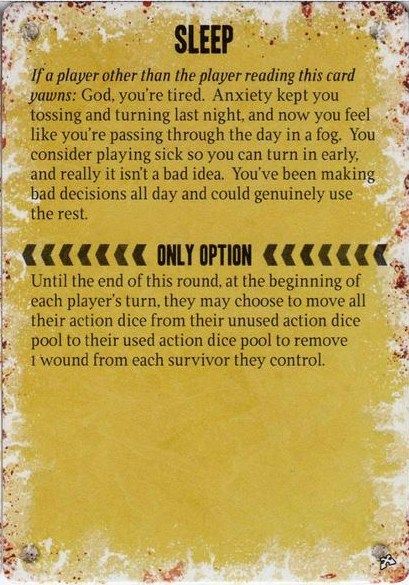 SLEEP
If a player other than the player reading this card
yawns: God, you're tired. Anxiety kept you
tossing and turning last night, and now you feel
like you're passing through the day in a fog. You
consider playing sick so you can turn in early,
and really it isn't a bad idea. You've been making
bad decisions all day and could genuinely use
the rest.
ONLY OPTION
Until the end of this round, at the beginning of
each player's turn, they may choose to move all
their action dice from their unused action dice
pool to their used action dice pool to remove
1 wound from each survivor they control.